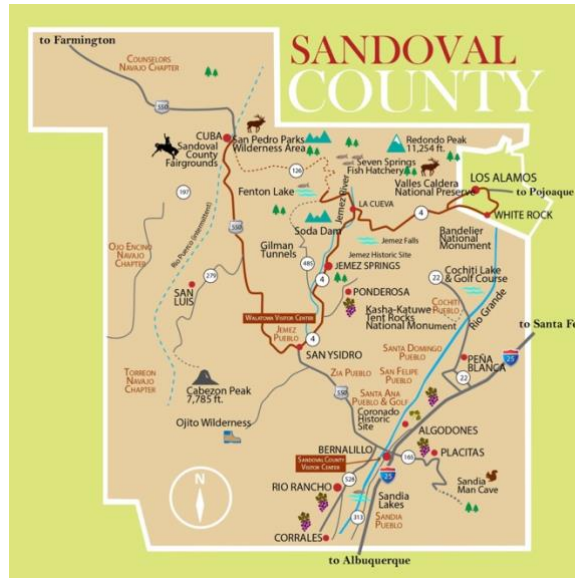 to Farmington
SANDOVAL
COUNTY
COUNSELORS
NAVAJO CHAPTER
550
CUBA
San Pedro Parks
Wilderness Area
Sandoval
County
Fairgrounds
Redondo Peak
11,254 ft.
Seven Springs
Fish Hatchery
126
Fenton Lake
Valles Caldera
National Preserve
LOS ALAMOS
to Pojoaque
WHITE ROCK
197
Rio Puerco (intermittent)
550
Jemez River
LA CUEVA
4
Soda Dam
Jemez Falls
Bandelier
National
Monument
OJO ENCINO
NAVAJO
CHAPTER
Gilman
Tunnels
Jemez Historic Site
485
4
JEMEZ SPRINGS
279
SAN
LUIS
PONDEROSA
22
Cochiti Lake
& Golf Course
COCHITI
PUEBLO
Rio Grande
Kasha-Katuwe
Tent Rocks
National Monument
WALATOWA VISITOR CENTER
JEMEZ
PUEBLO
4
SAN YSIDRO
to Santa Fe
25
SANTA DOMINGO
PUEBLO
PEÑA
BLANCA
22
TORREON
NAVAJO
CHAPTER
Cabezon Peak
7,785 ft.
ZIA PUEBLO
SAN FELIPE
PUEBLO
550
SANTA ANA
PUEBLO & GOLF
Coronado
Historic
Site
Ojito Wilderness
ALGODONES
BERNALILLO
SANDOVAL COUNTY
VISITOR CENTER
165
PLACITAS
N
RIO RANCHO
528
25
Sandia
Lakes
Sandia
Man Cave
313
SANDIA
PUEBLO
CORRALES
to Albuquerque